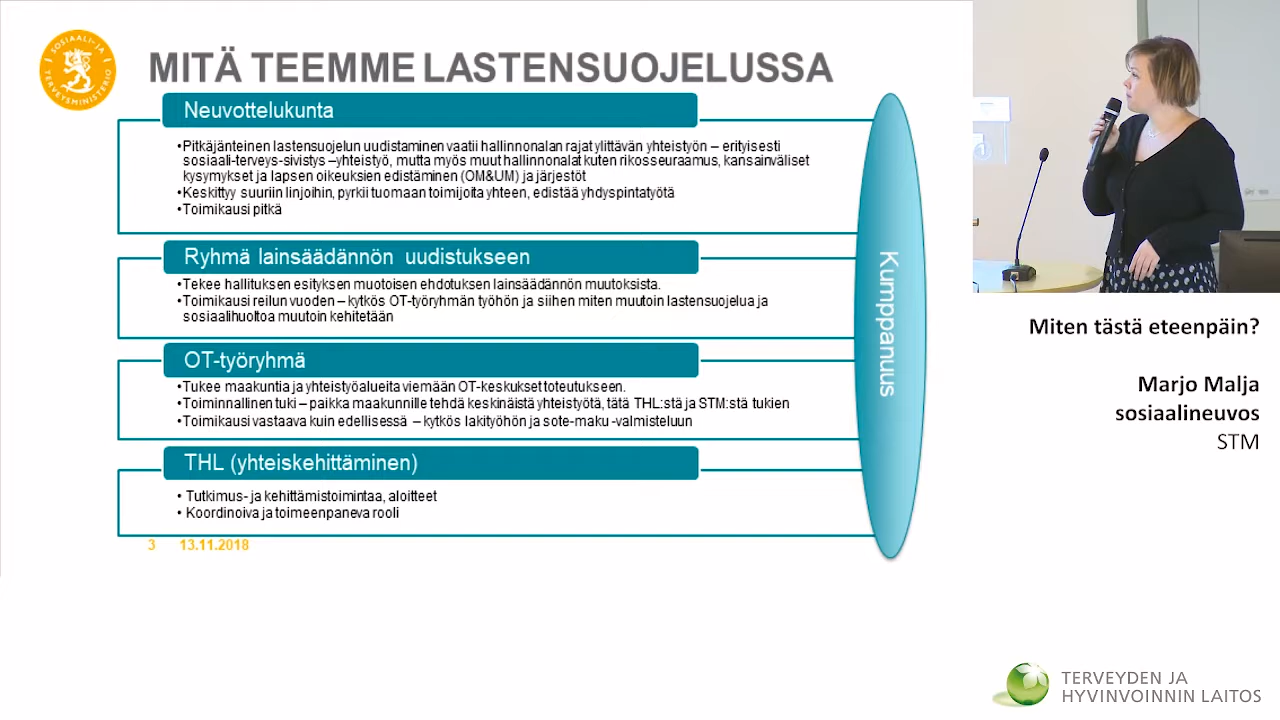 SOSIAALI- JA TERVEYSMINISTERIÖ
MITÄ TEEMME LASTENSUOJELUSSA
Neuvottelukunta
•Pitkäjänteinen lastensuojelun uudistaminen vaatii hallinnonalan rajat ylittävän yhteistyön – erityisesti
sosiaali-terveys-sivistys –yhteistyö, mutta myös muut hallinnonalat kuten rikosseuraamus, kansainväliset
kysymykset ja lapsen oikeuksien edistäminen (OM&UM) ja järjestöt
•Keskittyy suuriin linjoihin, pyrkii tuomaan toimijoita yhteen, edistää yhdyspintatyötä
•Toimikausi pitkä
Ryhmä lainsäädännön uudistukseen
•Tekee hallituksen esityksen muotoisen ehdotuksen lainsäädännön muutoksista.
•Toimikausi reilun vuoden – kytkös OT-työryhmän työhön ja siihen miten muutoin lastensuojelua ja
sosiaalihuoltoa muutoin kehitetään
OT-työryhmä
•Tukee maakuntia ja yhteistyöalueita viemään OT-keskukset toteutukseen.
•Toiminnallinen tuki – paikka maakunnille tehdä keskinäistä yhteistyötä, tätä THL:stä ja STM:stä tukien
•Toimikausi vastaava kuin edellisessä – kytkös lakityöhön ja sote-maku -valmisteluun
THL (yhteiskehittäminen)
• Tutkimus- ja kehittämistoimintaa, aloitteet
• Koordinoiva ja toimeenpaneva rooli
Kumppanuus
3 13.11.2018
Miten tästä eteenpäin?
Marjo Malja
sosiaalineuvos
STM
TERVEYDEN JA
HYVINVOINNIN LAITOS